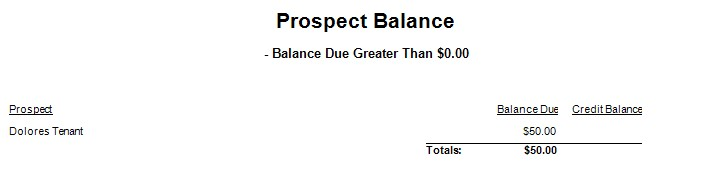 Prospect Balance
- Balance Due Greater Than $0.00
Prospect Balance Due Credit Balance
Dolores Tenant $50.00
Totals: $50.00